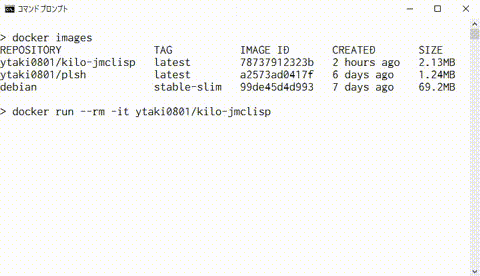 コマンド プロンプト
> docker images
REPOSITORY TAG IMAGE ID CREATED SIZE
ytaki0801/kilo-jmclisp latest 78737912323b 2 hours ago 2.13MB
ytaki0801/plsh latest a2573ad0417f 6 days ago 1.24MB
debian stable-slim 99de45d4d993 7 days ago 69.2MB
> docker run --rm -it ytaki0801/kilo-jmclisp